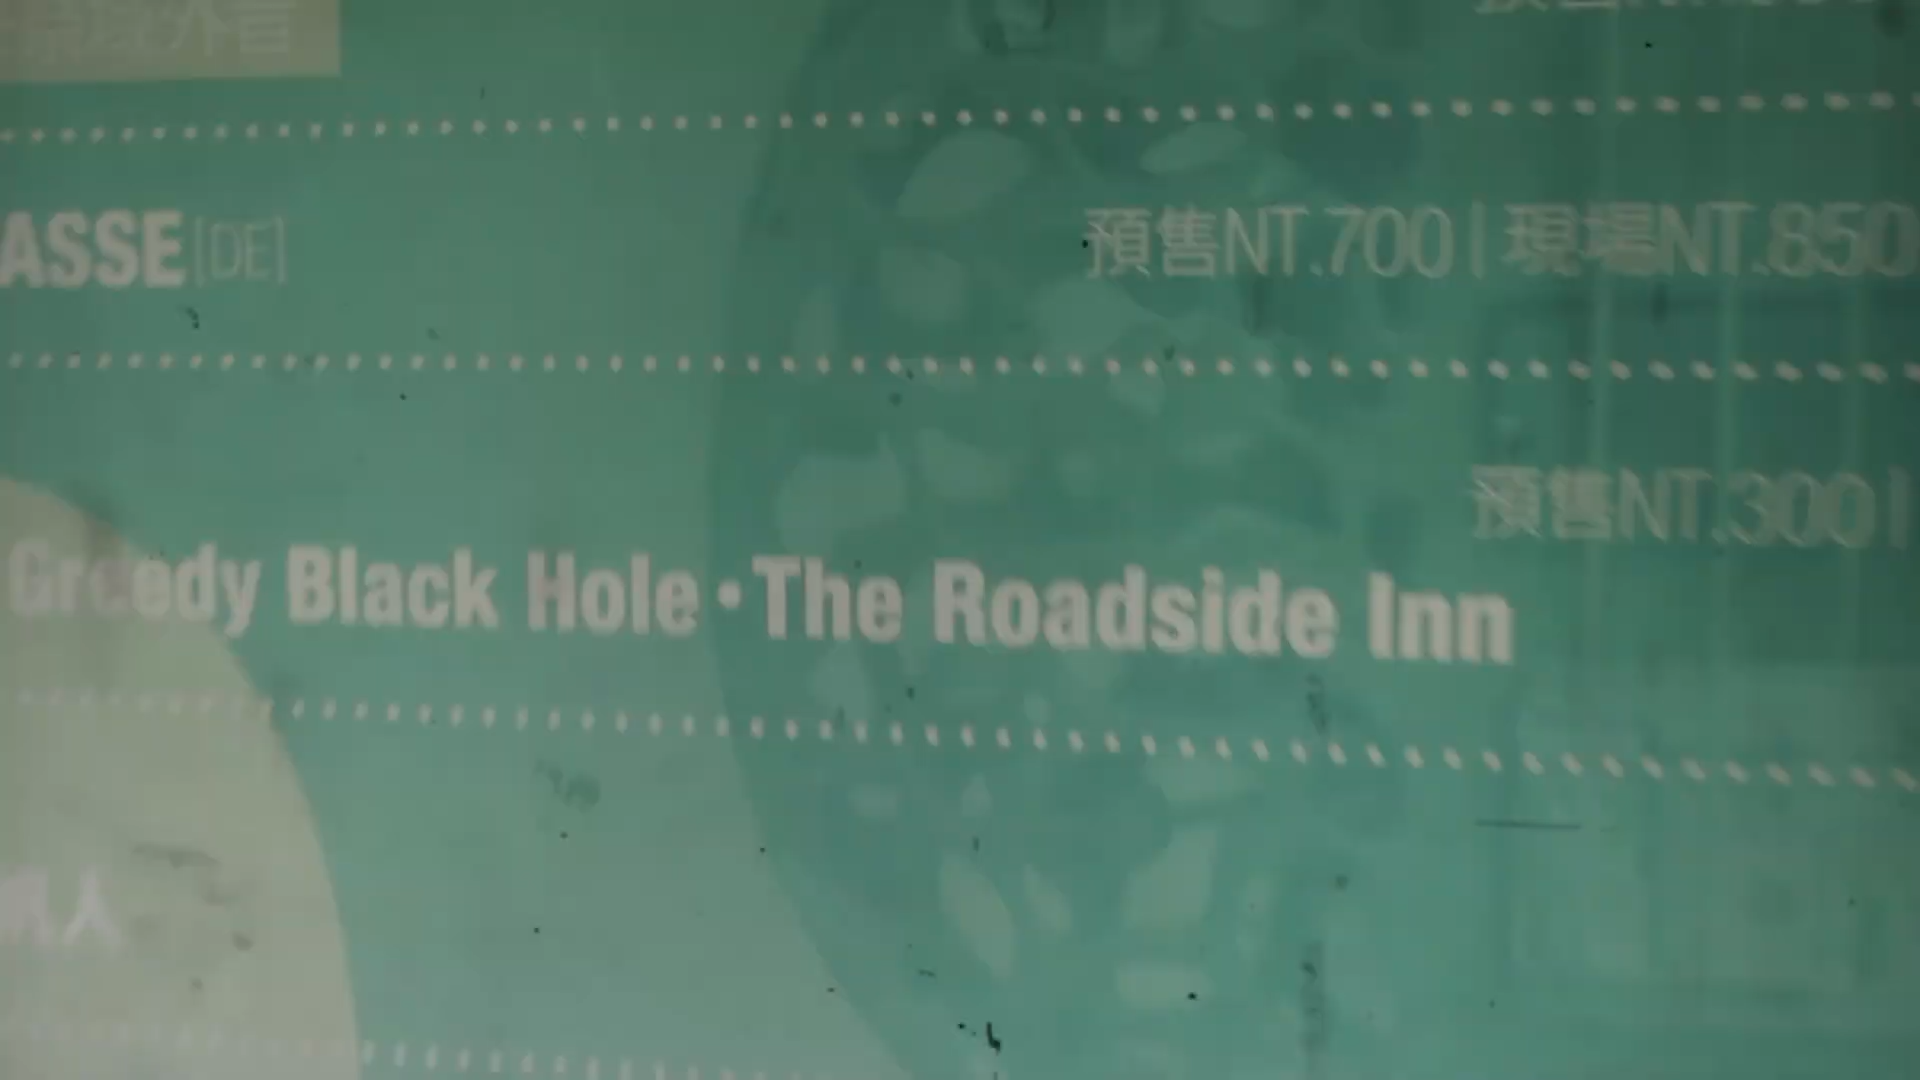 ASSE[DE] 預售NT.700 | 現場NT.850
預售NT.300 |
Greedy Black Hole・The Roadside Inn
人